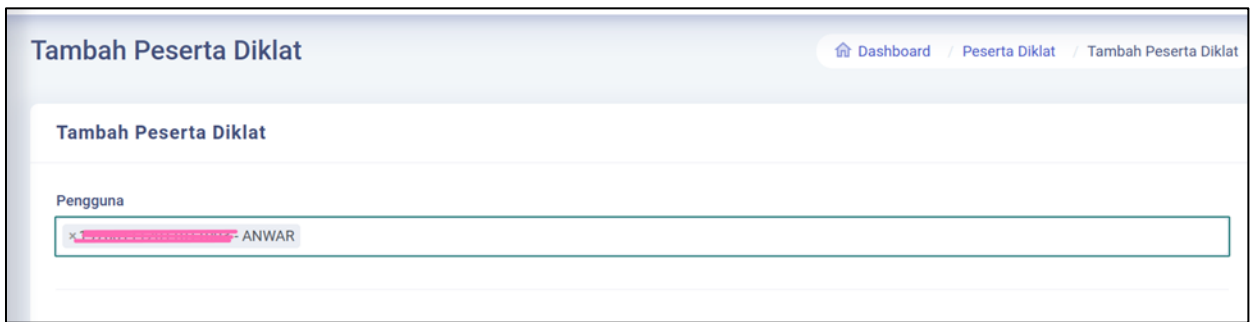 Tambah Peserta Diklat
Dashboard / Peserta Diklat / Tambah Peserta Diklat
Tambah Peserta Diklat
Pengguna
× - ANWAR